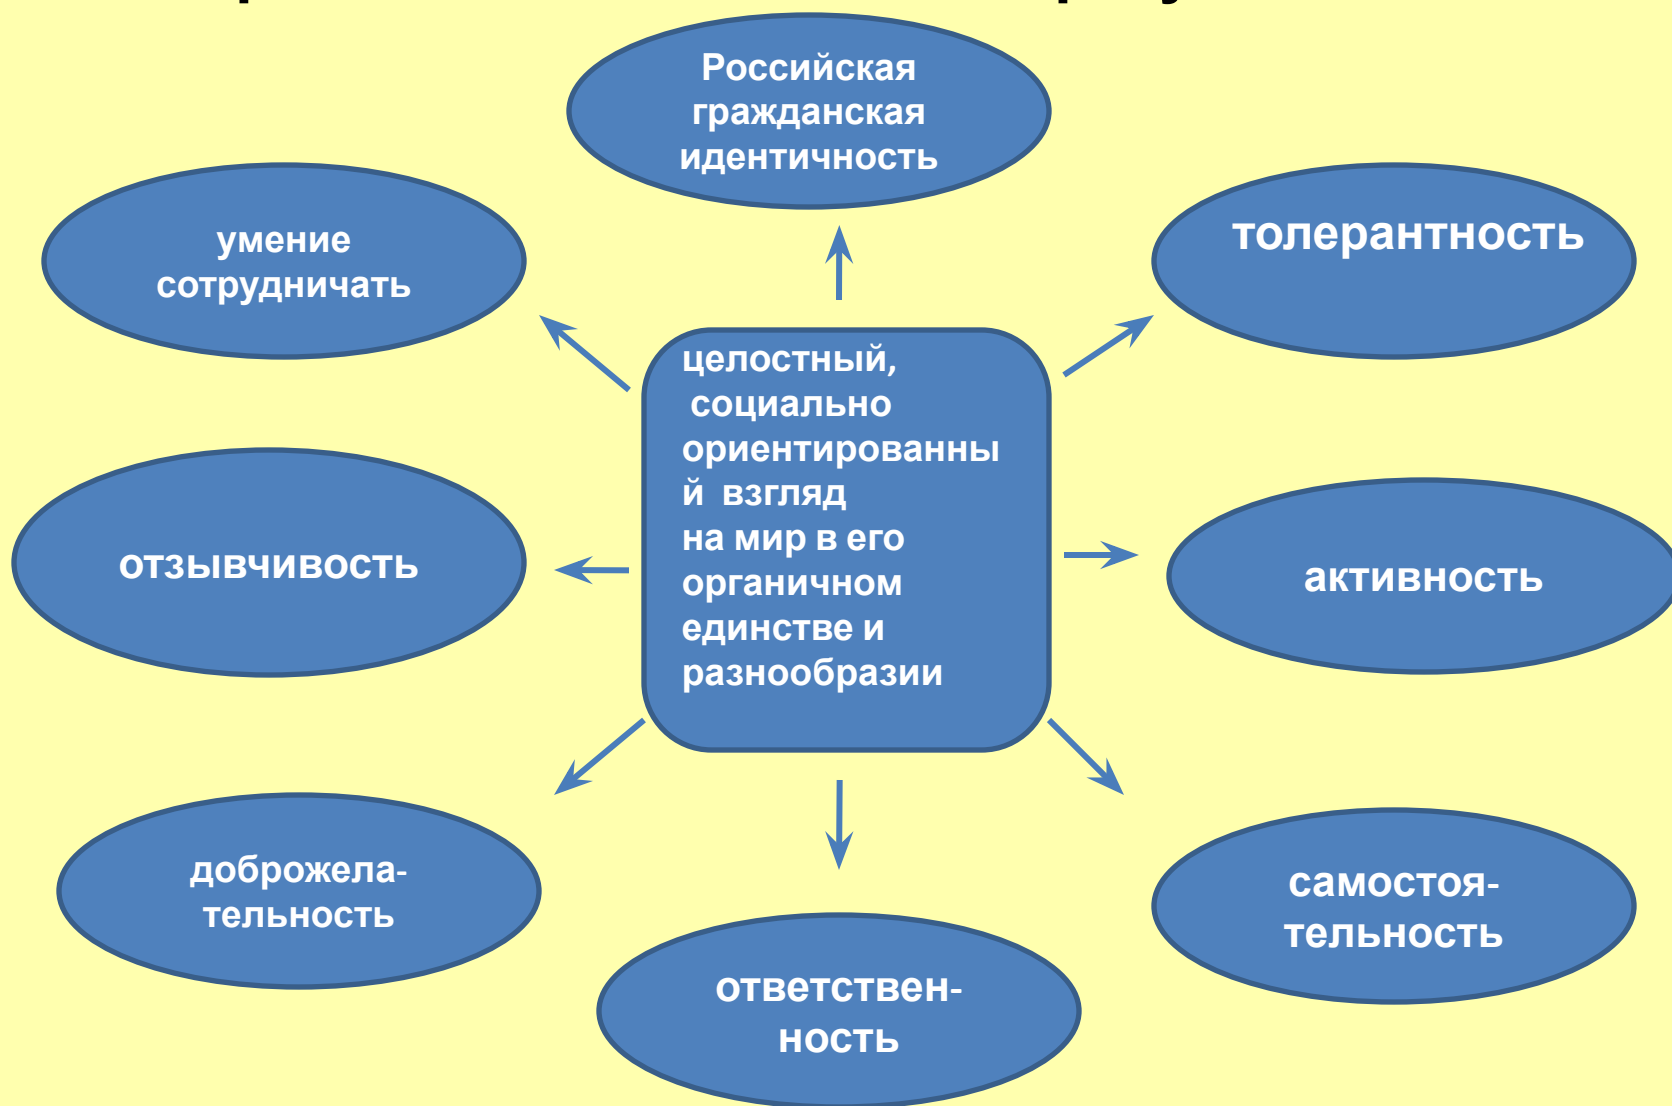 Российская
гражданская
идентичность
умение
сотрудничать
толерантность
целостный,
социально
ориентированны
й взгляд
на мир в его
органичном
единстве и
разнообразии
отзывчивость
активность
доброжела-
тельность
самостоя-
тельность
ответствен-
ность